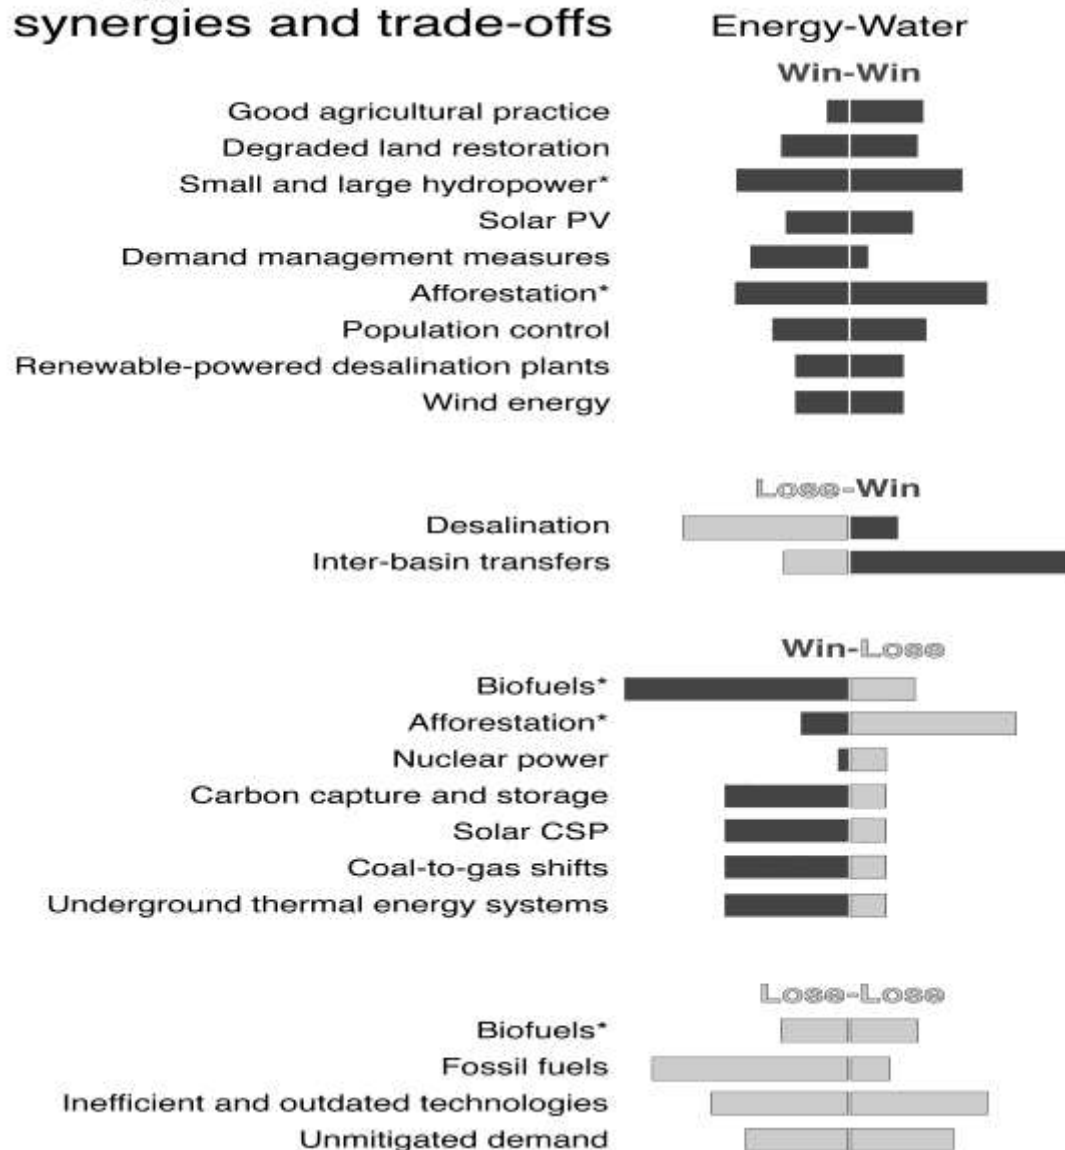 synergies and trade-offs
Energy-Water
Win-Win
Good agricultural practice
Degraded land restoration
Small and large hydropower*
Solar PV
Demand management measures
Afforestation*
Population control
Renewable-powered desalination plants
Wind energy
Lose-Win
Desalination
Inter-basin transfers
Win-Lose
Biofuels*
Afforestation*
Nuclear power
Carbon capture and storage
Solar CSP
Coal-to-gas shifts
Underground thermal energy systems
Lose-Lose
Biofuels*
Fossil fuels
Inefficient and outdated technologies
Unmitigated demand